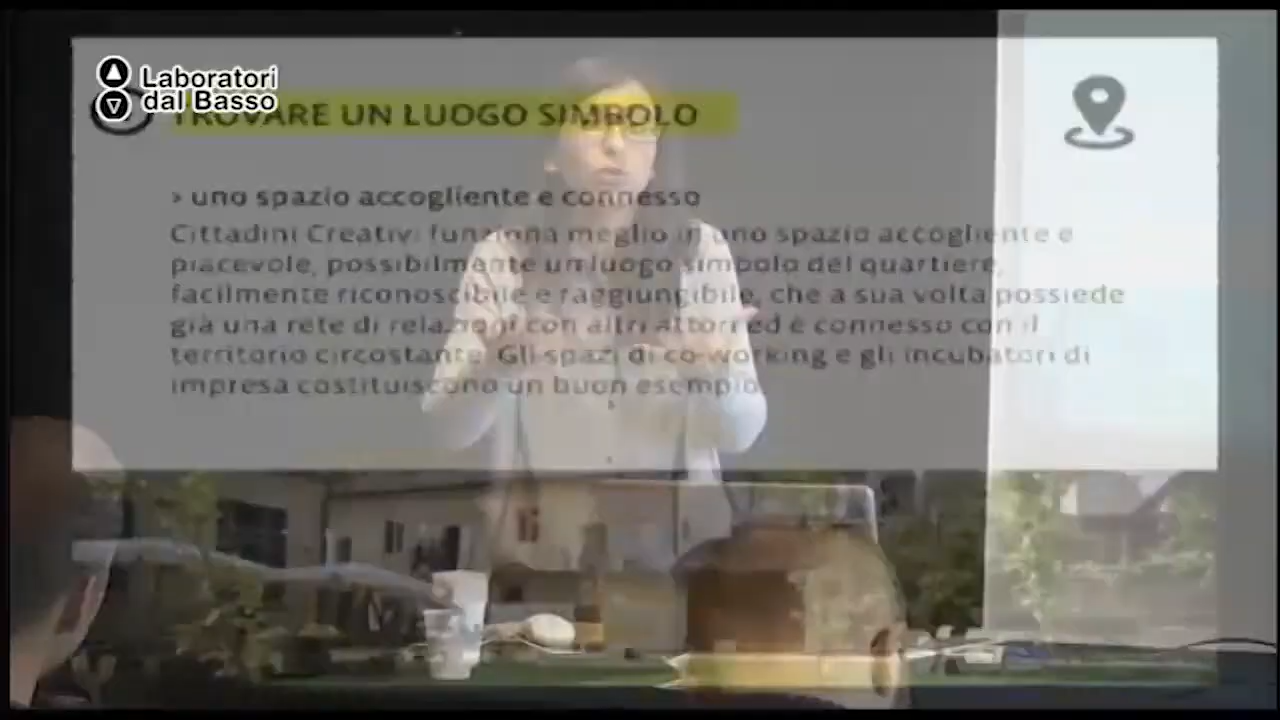 Laboratori
dal Basso
TROVARE UN LUOGO SIMBOLO
> uno spazio accogliente e connesso
Cittadini Creativi funziona meglio in uno spazio accogliente e
piacevole, possibilmente un luogo simbolo del quartiere,
facilmente riconoscibile e raggiungibile, che a sua volta possiede
già una rete di relazioni con altri attori ed è connesso con il
territorio circostante. Gli spazi di co-working e gli incubatori di
impresa costituiscono un buon esempio.